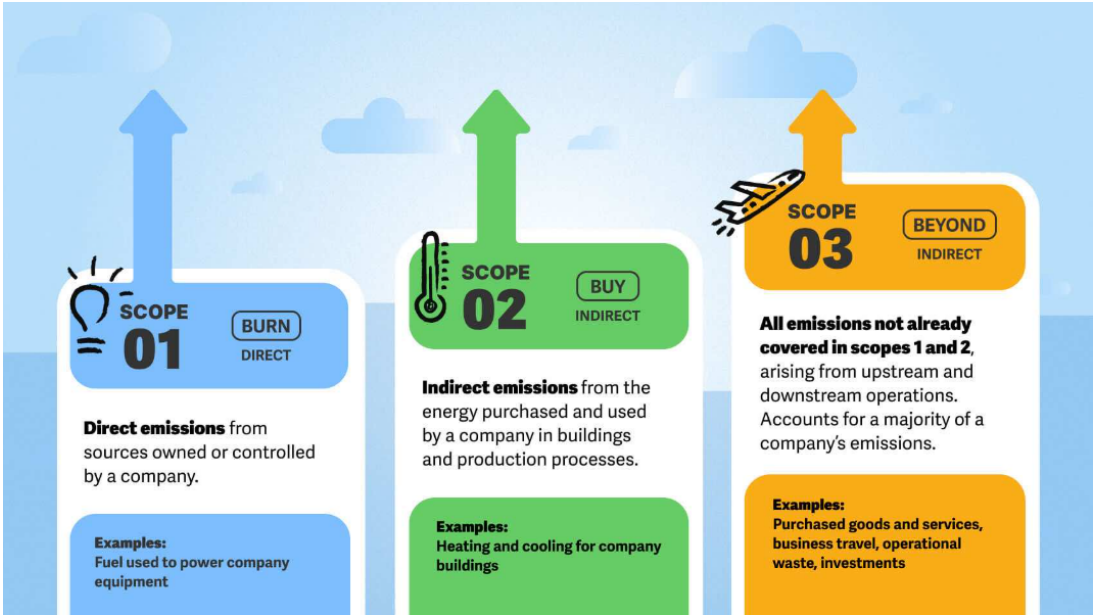 SCOPE
01
BURN
DIRECT
Direct emissions from
sources owned or controlled
by a company.
Examples:
Fuel used to power company
equipment
SCOPE
02
BUY
INDIRECT
Indirect emissions from the
energy purchased and used
by a company in buildings
and production processes.
Examples:
Heating and cooling for company
buildings
SCOPE
03
BEYOND
INDIRECT
All emissions not already
covered in scopes 1 and 2,
arising from upstream and
downstream operations.
Accounts for a majority of a
company's emissions.
Examples:
Purchased goods and services,
business travel, operational
waste, investments